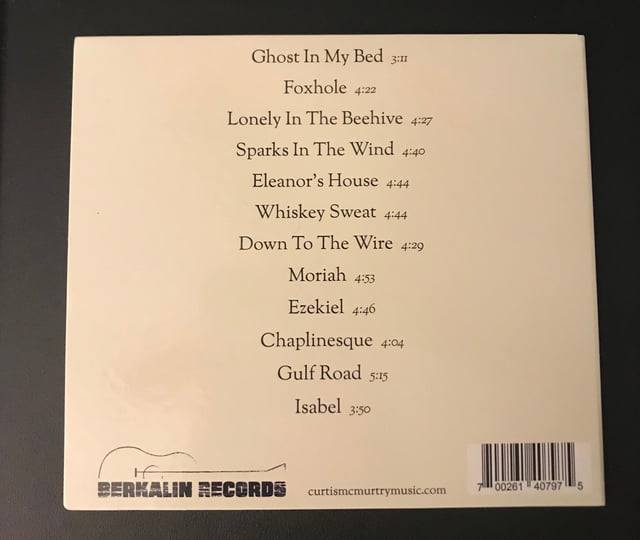 Ghost In My Bed 3:11
Foxhole 4:22
Lonely In The Beehive 4:27
Sparks In The Wind 4:40
Eleanor's House 4:44
Whiskey Sweat 4:44
Down To The Wire 4:29
Moriah 4:53
Ezekiel 4:46
Chaplinesque 4:04
Gulf Road 5:15
Isabel 3:50
BERKALIN RECORDS
curtismcmurtrymusic.com
7 00261 40797 5